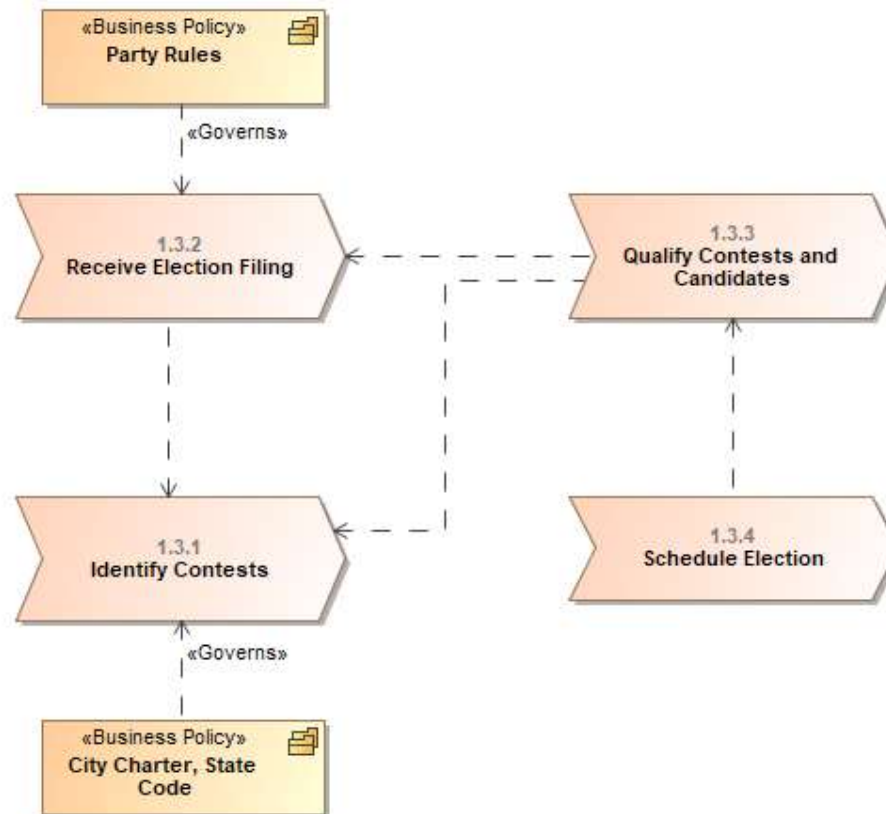 «Business Policy»
Party Rules
«Governs»
1.3.2
Receive Election Filing
1.3.3
Qualify Contests and
Candidates
1.3.1
Identify Contests
1.3.4
Schedule Election
«Governs»
«Business Policy»
City Charter, State
Code